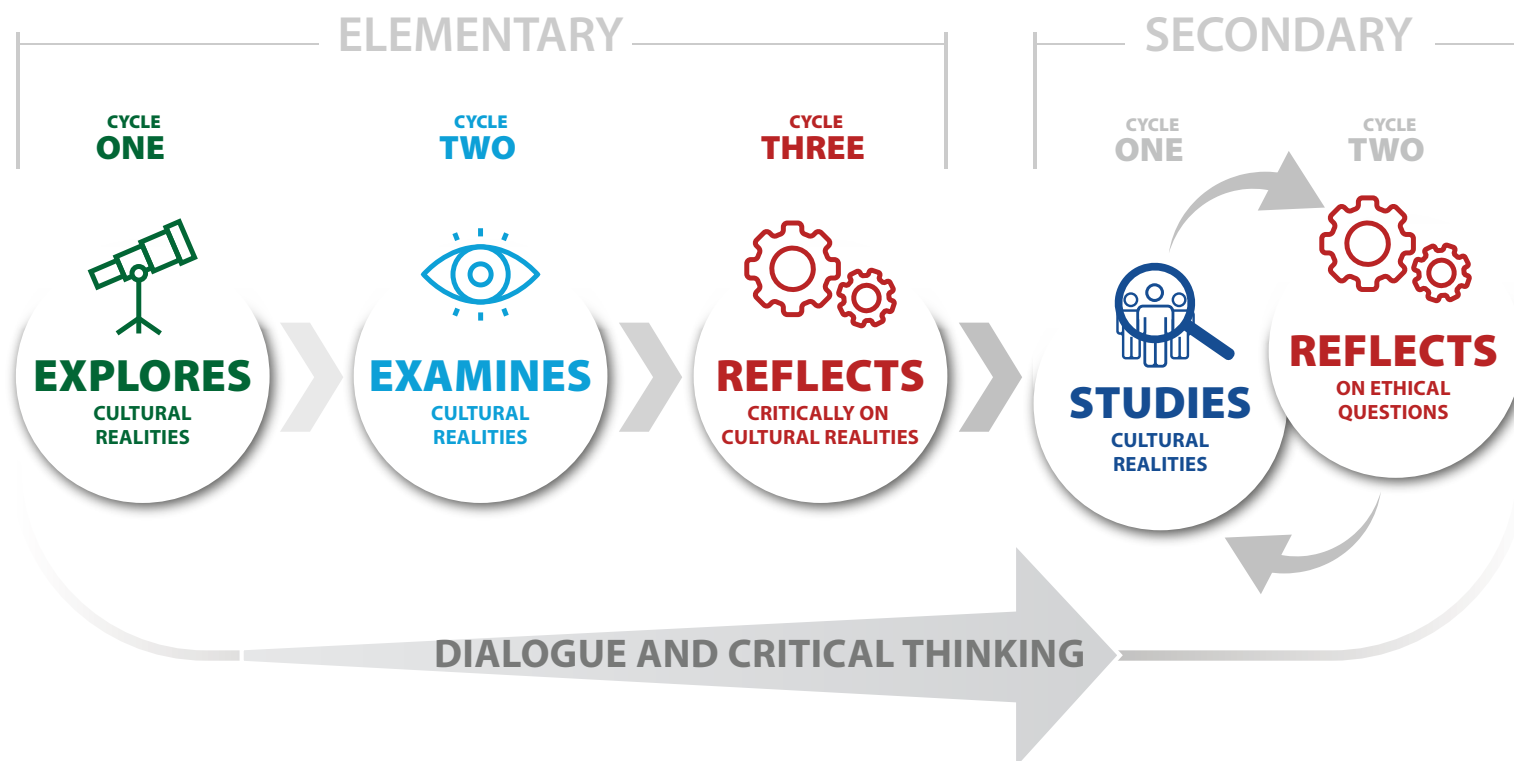 ELEMENTARY
SECONDARY
CYCLE
ONE
CYCLE
TWO
CYCLE
THREE
CYCLE
ONE
CYCLE
TWO
EXPLORES
CULTURAL
REALITIES
EXAMINES
CULTURAL
REALITIES
REFLECTS
CRITICALLY ON
CULTURAL REALITIES
STUDIES
CULTURAL
REALITIES
REFLECTS
ON ETHICAL
QUESTIONS
DIALOGUE AND CRITICAL THINKING